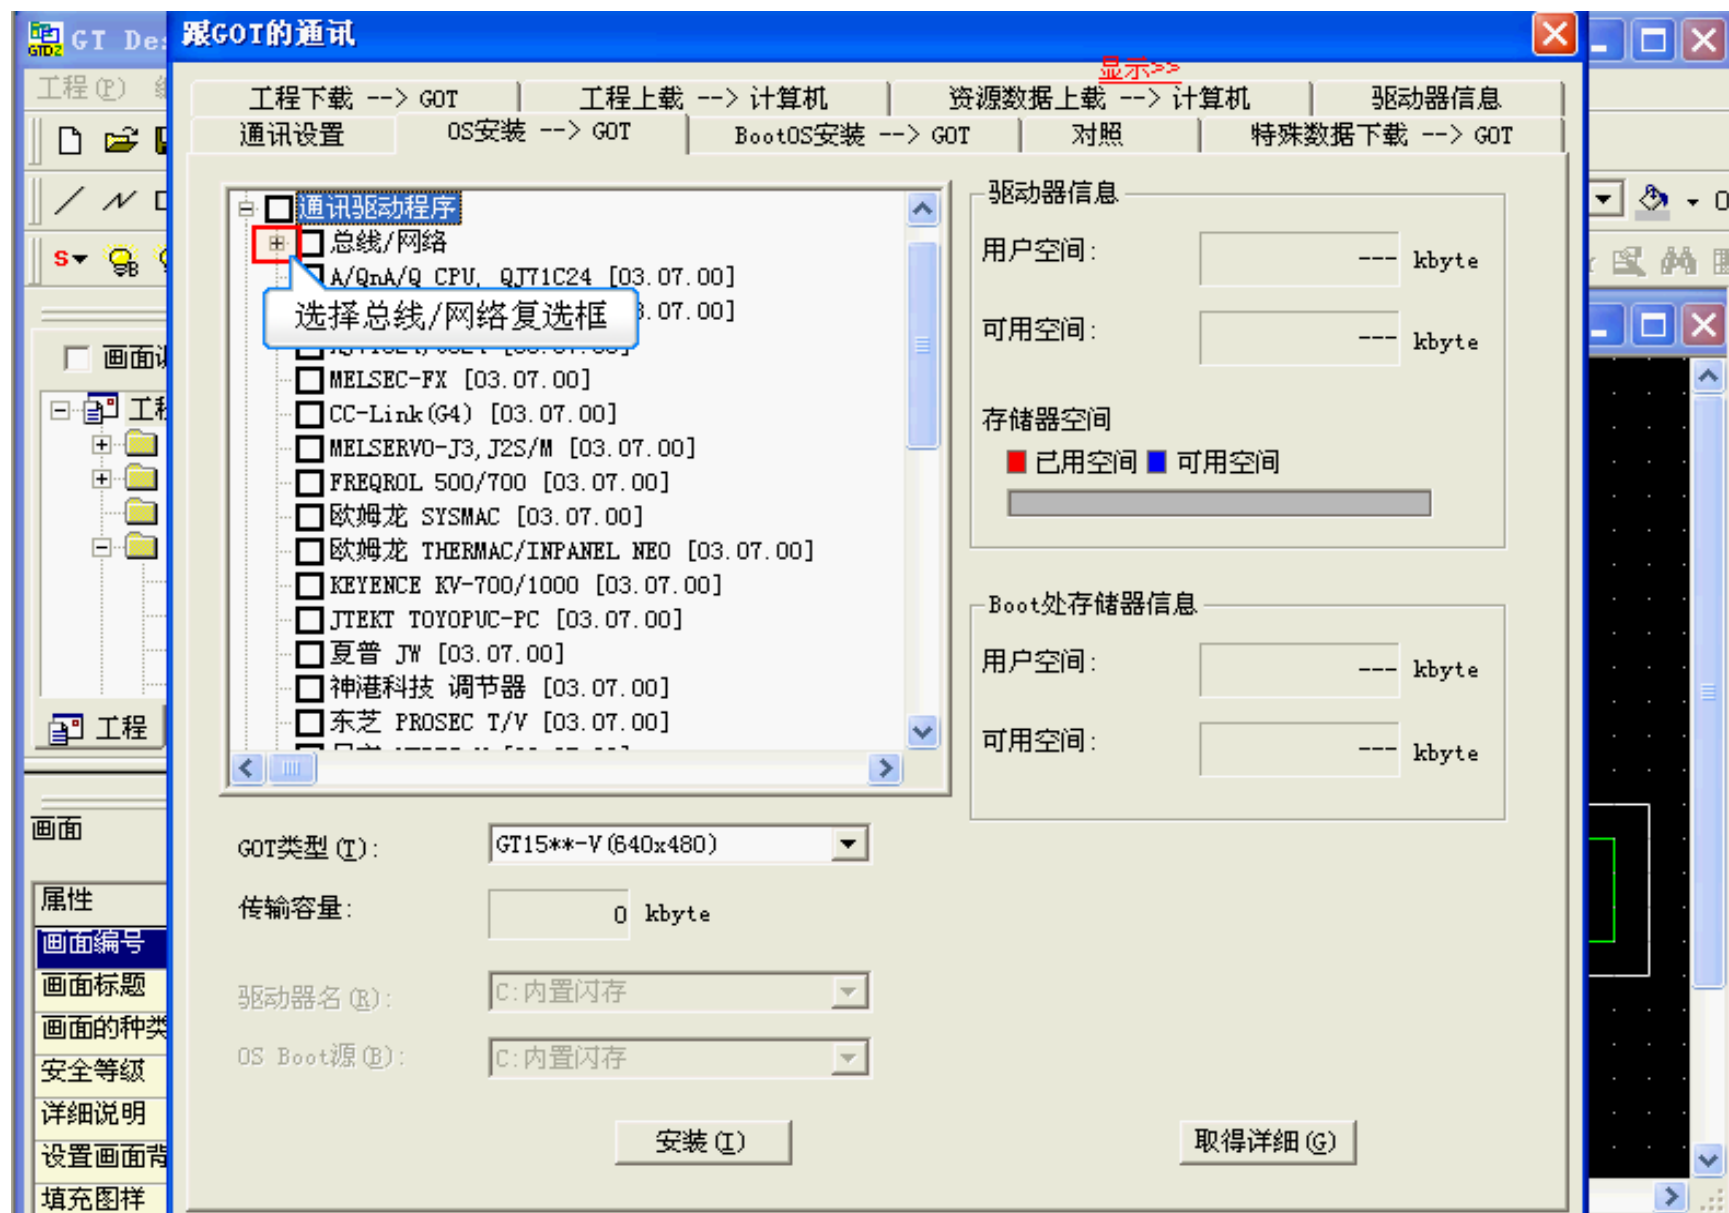 GT Des
跟GOT的通讯
工程(P)
显示>>
工程下载 --> GOT
工程上载 --> 计算机
资源数据上载 --> 计算机
驱动器信息
通讯设置
OS安装 --> GOT
BootOS安装 --> GOT
对照
特殊数据下载 --> GOT
通讯驱动程序
总线/网络
A/QnA/Q CPU, QJ71C24 [03.07.00]
选择总线/网络复选框
.07.00]
MELSEC-FX [03.07.00]
CC-Link(G4) [03.07.00]
MELSERVO-J3,J2S/M [03.07.00]
FREQROL 500/700 [03.07.00]
欧姆龙 SYSMAC [03.07.00]
欧姆龙 THERMAC/INPANEL NEO [03.07.00]
KEYENCE KV-700/1000 [03.07.00]
JTEKT TOYOPUC-PC [03.07.00]
夏普 JW [03.07.00]
神港科技 调节器 [03.07.00]
东芝 PROSEC T/V [03.07.00]
驱动器信息
用户空间:
--- kbyte
可用空间:
--- kbyte
存储器空间
已用空间 可用空间
Boot处存储器信息
用户空间:
--- kbyte
可用空间:
--- kbyte
GOT类型(T):
GT15**-V(640x480)
传输容量:
0 kbyte
驱动器名(R):
C:内置闪存
OS Boot源(B):
C:内置闪存
安装(I)
取得详细(G)
画面
工程
工程
画面
属性
画面编号
画面标题
画面的种类
安全等级
详细说明
设置画面背
填充图样